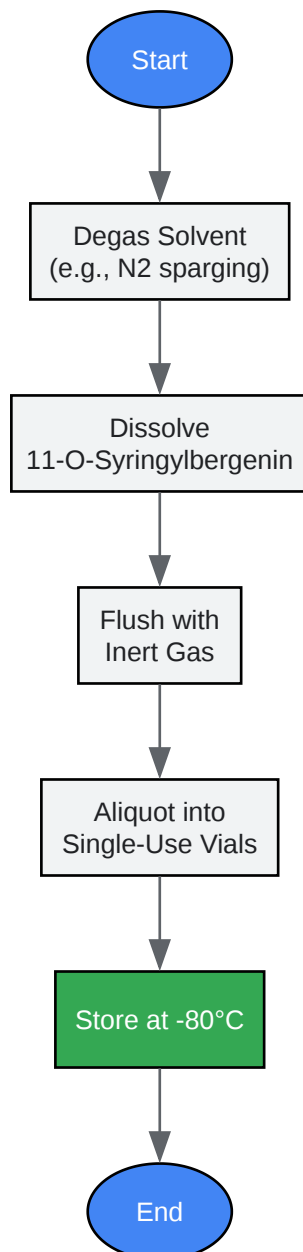 Start
Degas Solvent
(e.g., N2 sparging)
Dissolve
11-O-Syringylbergenin
Flush with
Inert Gas
Aliquot into
Single-Use Vials
Store at -80°C
End